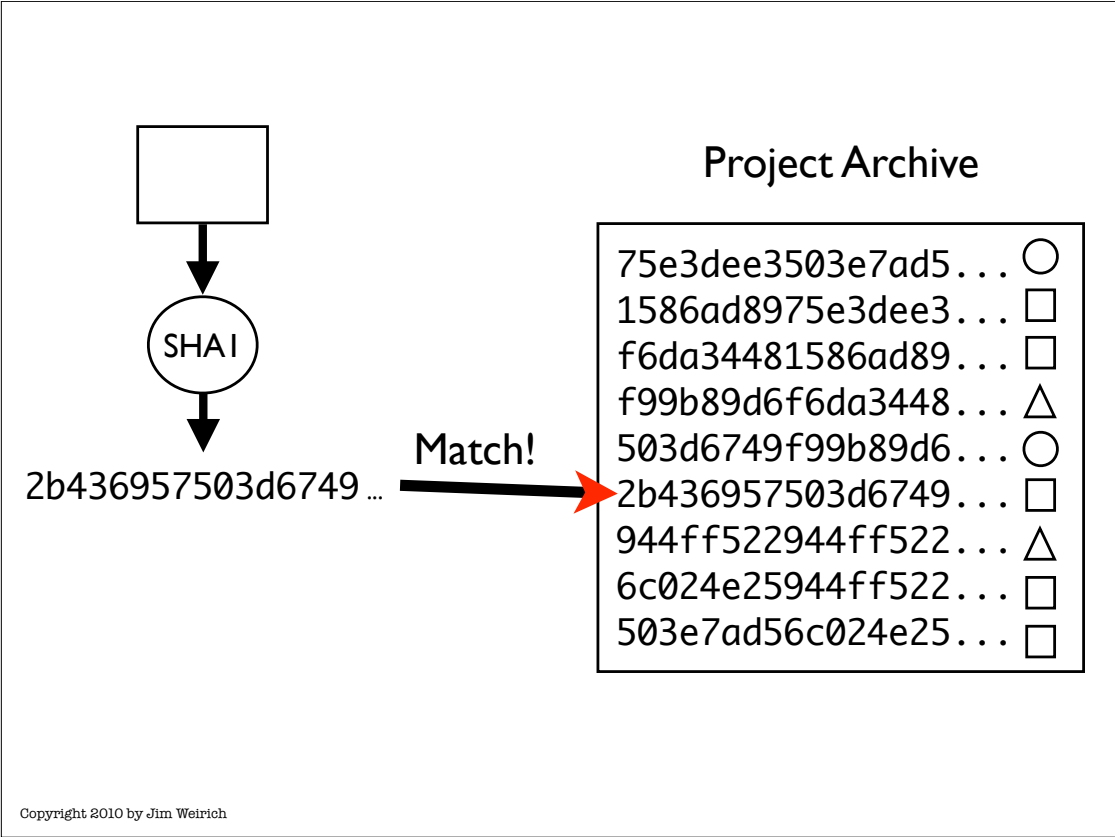 Project Archive
SHA1
2b436957503d6749 …
Match!
75e3dee3503e7ad5...
1586ad8975e3dee3...
f6da34481586ad89...
f99b89d6f6da3448...
503d6749f99b89d6...
2b436957503d6749...
944ff522944ff522...
6c024e25944ff522...
503e7ad56c024e25...
Copyright 2010 by Jim Weirich